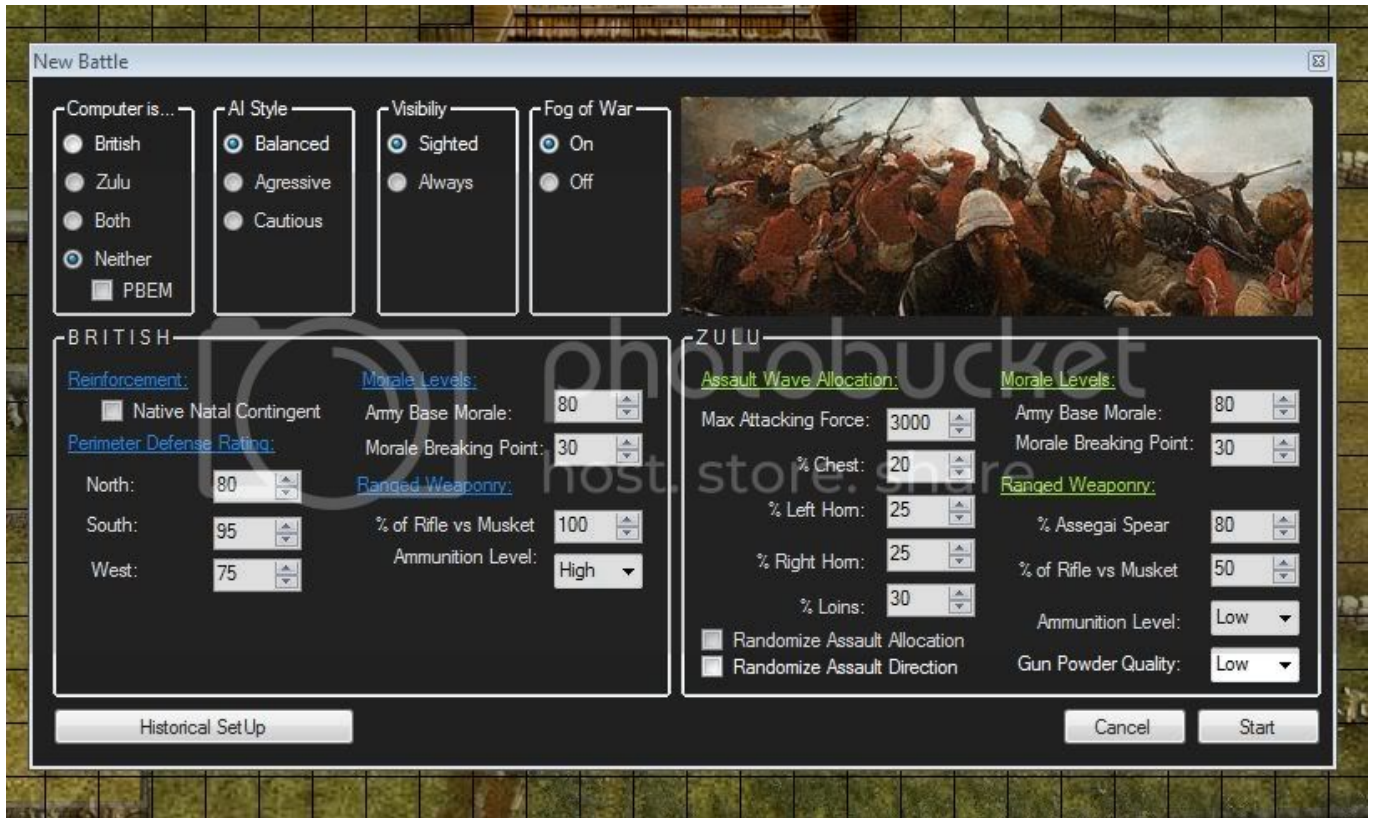 New Battle
Computer is...
British
Zulu
Both
Neither
PBEM
AI Style
Balanced
Agressive
Cautious
Visibiliy
Sighted
Always
Fog of War
On
Off
BRITISH
Reinforcement:
Native Natal Contingent
Perimeter Defense Rating:
North: 80
South: 95
West: 75
Morale Levels:
Army Base Morale: 80
Morale Breaking Point: 30
Ranged Weaponry:
% of Rifle vs Musket 100
Ammunition Level: High
ZULU
Assault Wave Allocation:
Max Attacking Force: 3000
% Chest: 20
% Left Horn: 25
% Right Horn: 25
% Loins: 30
Randomize Assault Allocation
Randomize Assault Direction
Morale Levels:
Army Base Morale: 80
Morale Breaking Point: 30
Ranged Weaponry:
% Assegai Spear 80
% of Rifle vs Musket 50
Ammunition Level: Low
Gun Powder Quality: Low
Historical SetUp
Cancel
Start
photobucket
host. store. share